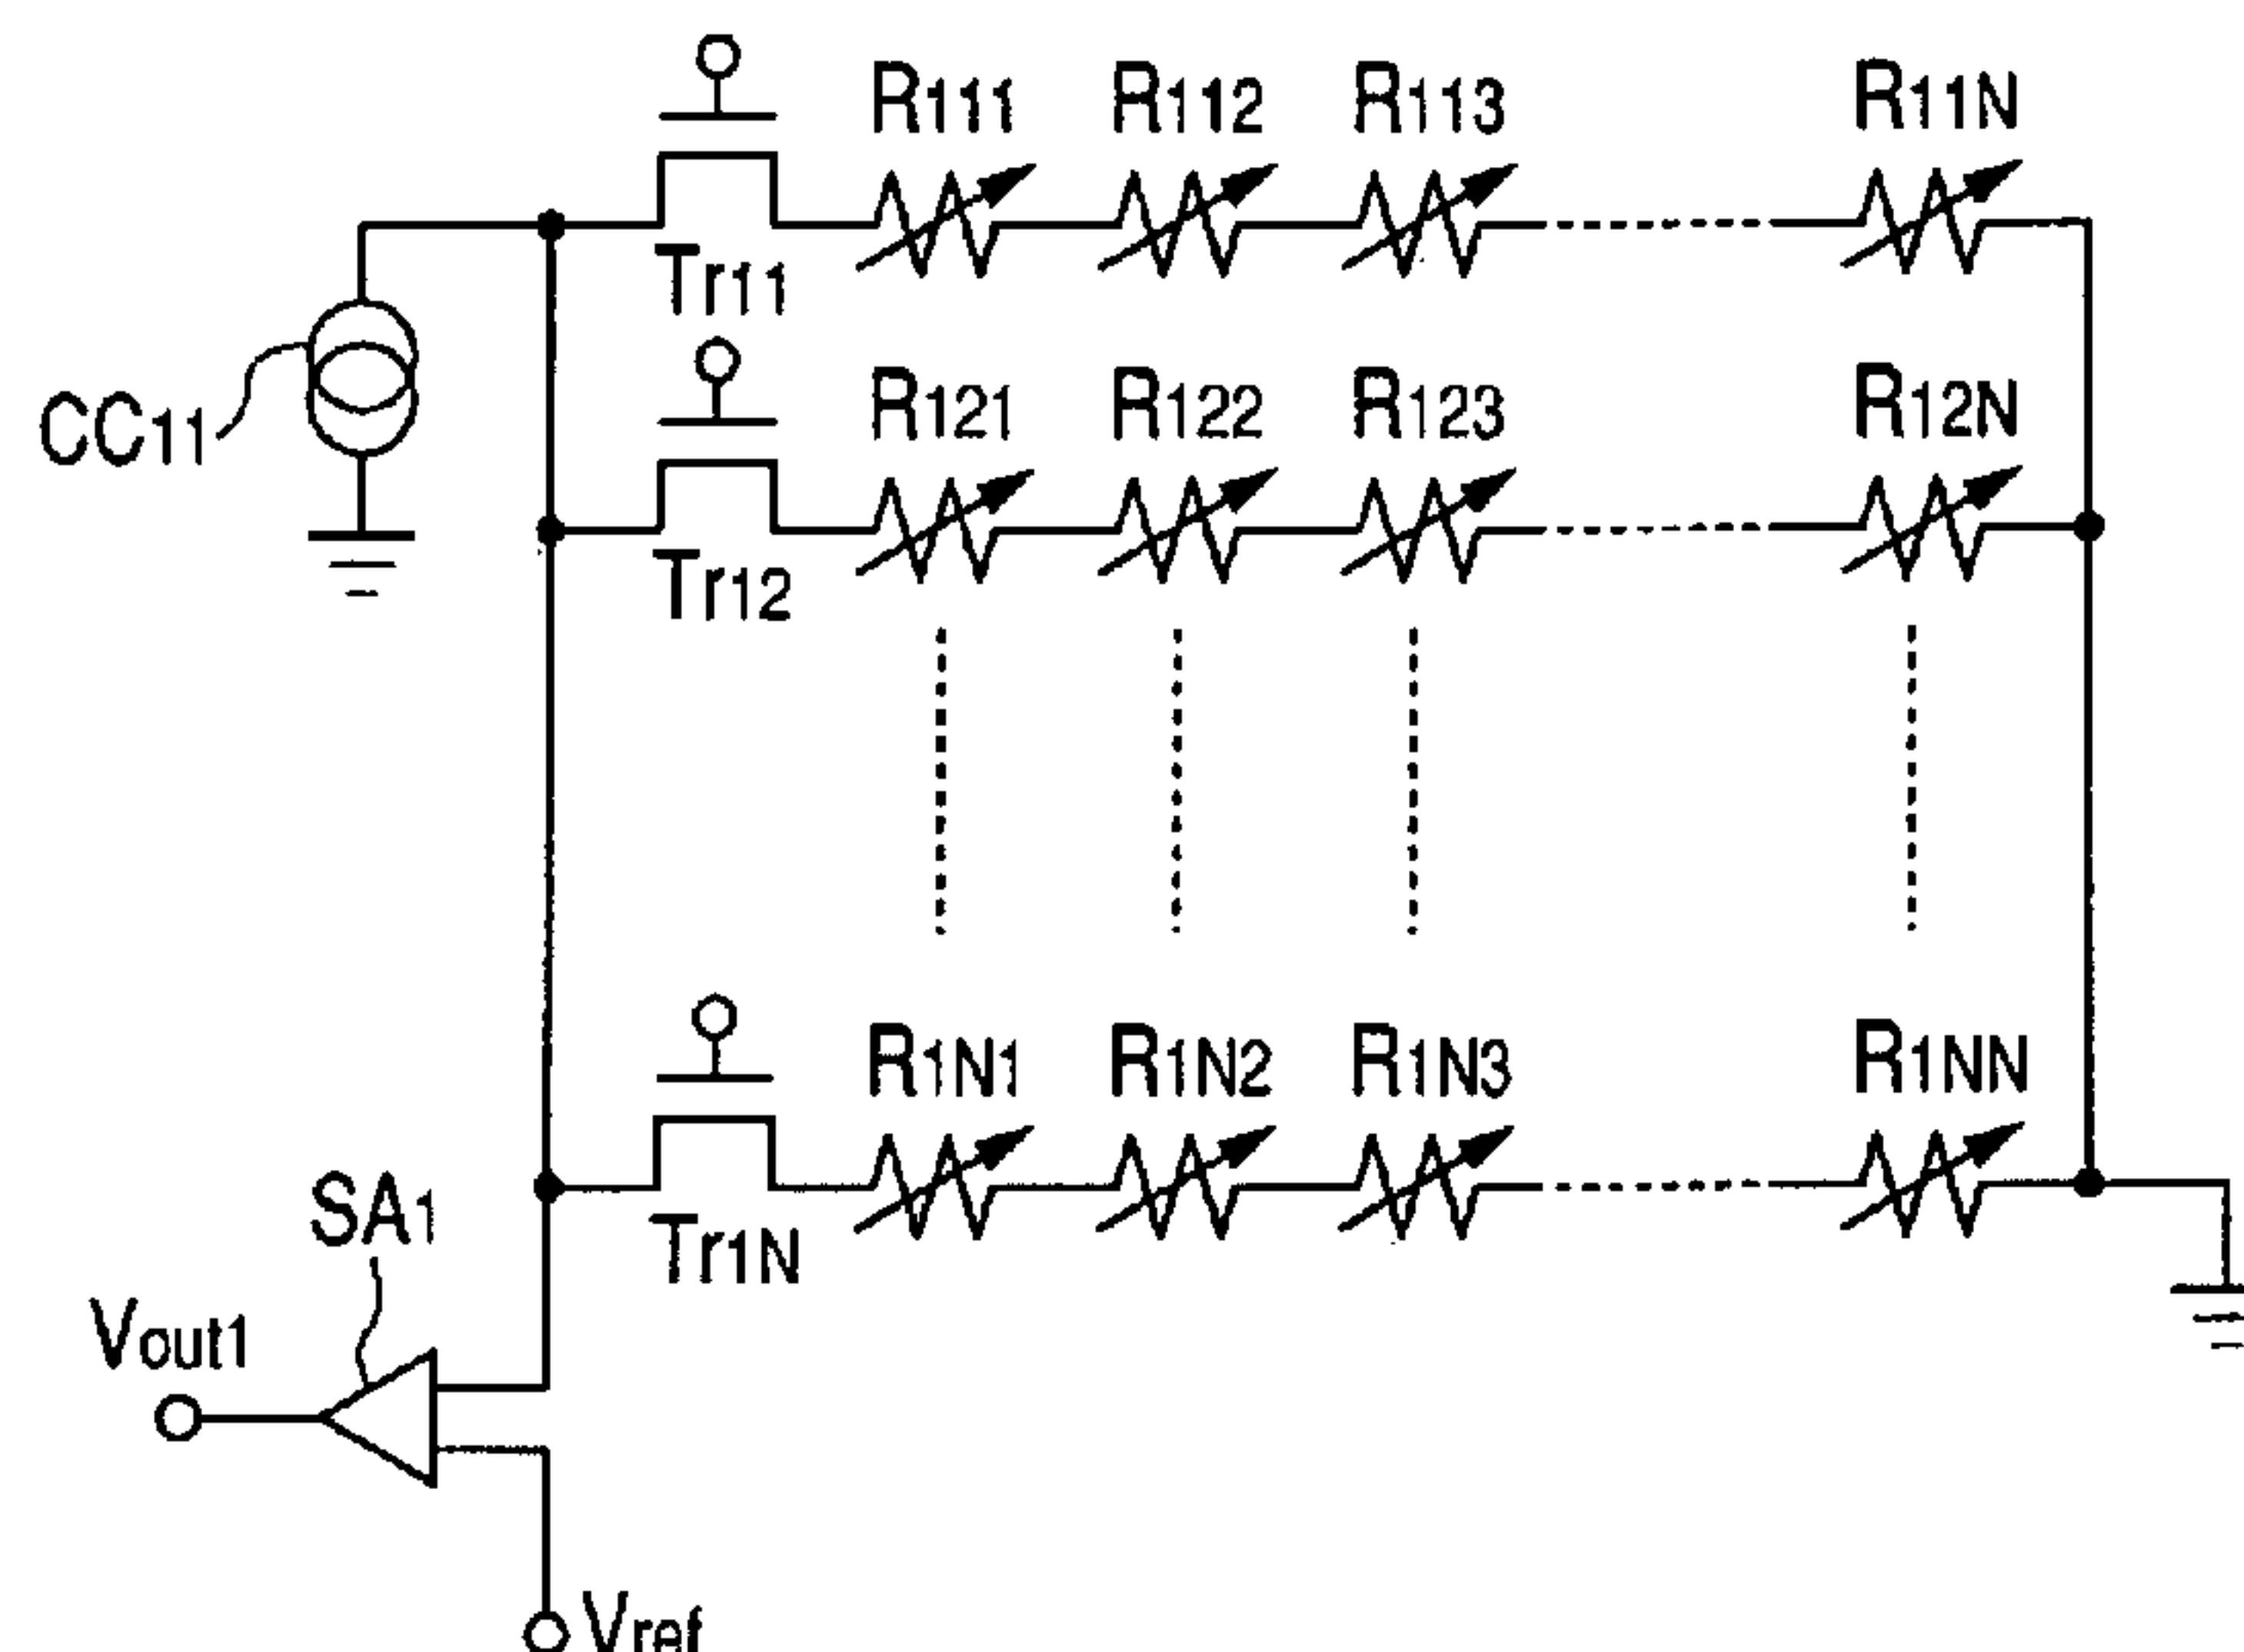 R111 R112 R113 R11N
Tr11
CC11
R121 R122 R123 R12N
Tr12
R1N1 R1N2 R1N3 R1NN
SA1
Tr1N
Vout1
Vref